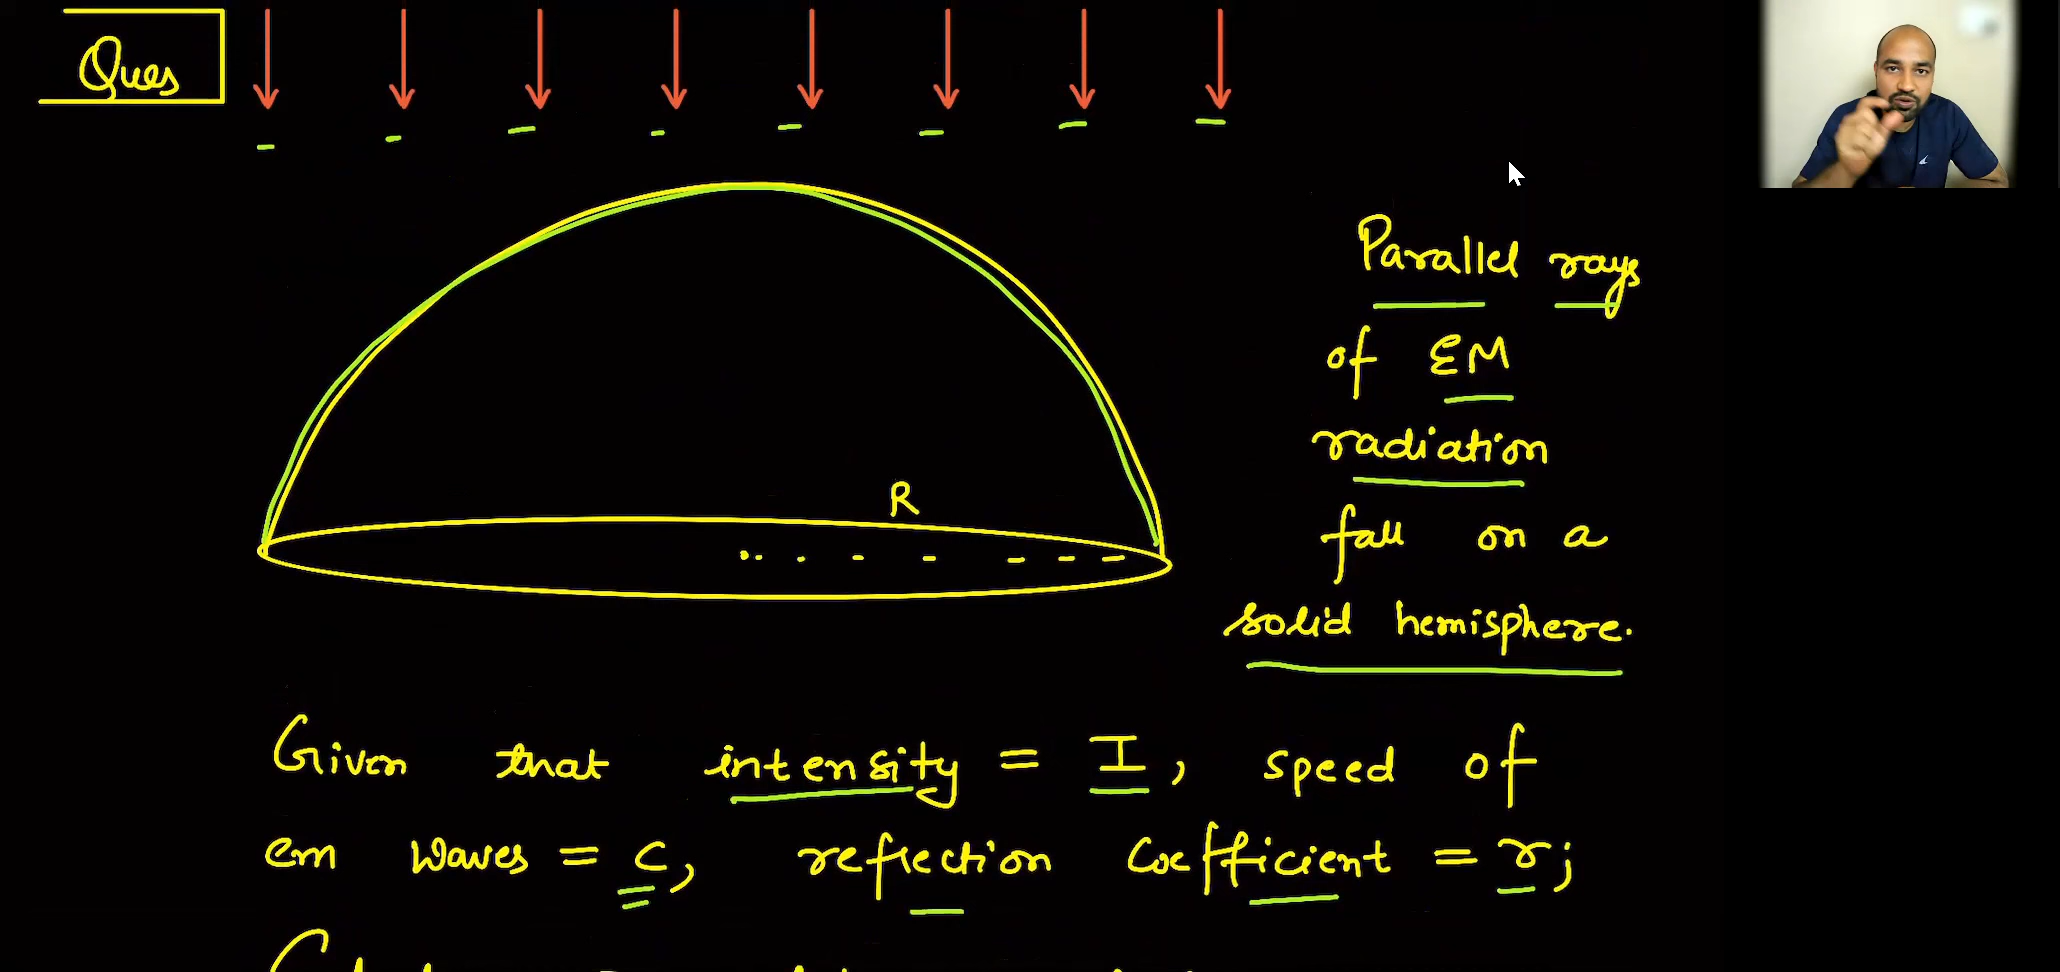 Ques
R
Parallel rays
of EM
radiation
fall on a
solid hemisphere.
Given that intensity = I, speed of
em waves = c, reflection coefficient = r;